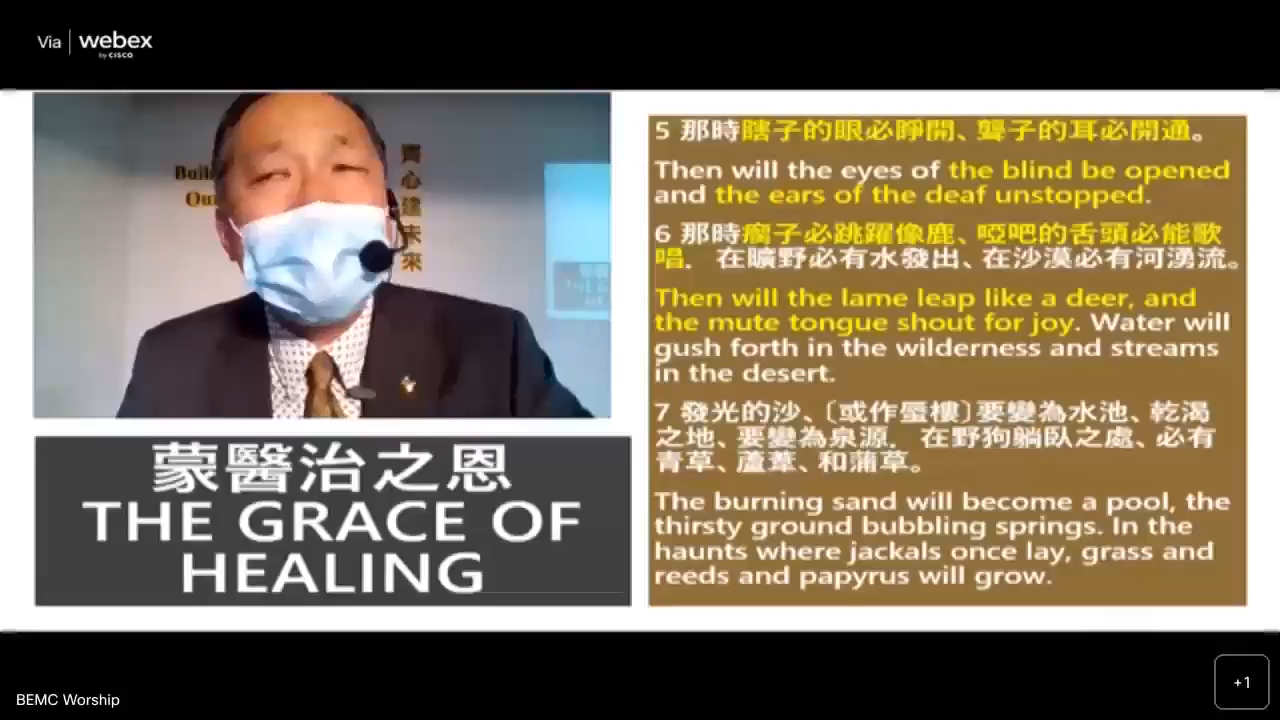 Via webex
by CISCO
Buil
Qu
實心建未來
5 那時瞎子的眼必睜開、聾子的耳必開通。
Then will the eyes of the blind be opened
and the ears of the deaf unstopped.
6 那時瘸子必跳躍像鹿、啞吧的舌頭必能歌
唱. 在曠野必有水發出、在沙漠必有河湧流。
Then will the lame leap like a deer, and
the mute tongue shout for joy. Water will
gush forth in the wilderness and streams
in the desert.
7 發光的沙、〔或作蜃樓〕要變為水池、乾渴
之地、要變為泉源. 在野狗躺臥之處、必有
青草、蘆葦、和蒲草。
The burning sand will become a pool, the
thirsty ground bubbling springs. In the
haunts where jackals once lay, grass and
reeds and papyrus will grow.
蒙醫治之恩
THE GRACE OF
HEALING
BEMC Worship
+1